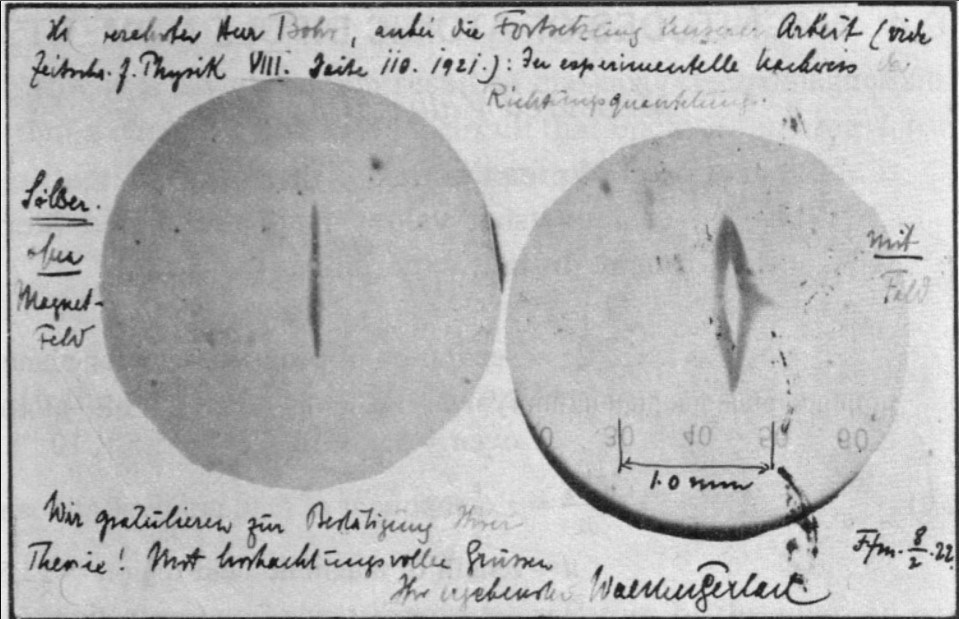 verehrter Herr Bohr, anbei die Fortsetzung unserer Arbeit (vide
Zeitschr. f. Physik VIII. Seite 110. 1921.): Der experimentelle Nachweis der
Richtungsquantelung.
Silber.
ohne
Magnet-
Feld
mit
Feld
30 40 50 60
1.0 mm
Wir gratulieren zur Bestätigung Ihrer
Theorie! Mit hochachtungsvollen Grüssen
Ihr ergebenster Walther Gerlach.
Ffm. 8/2.22.